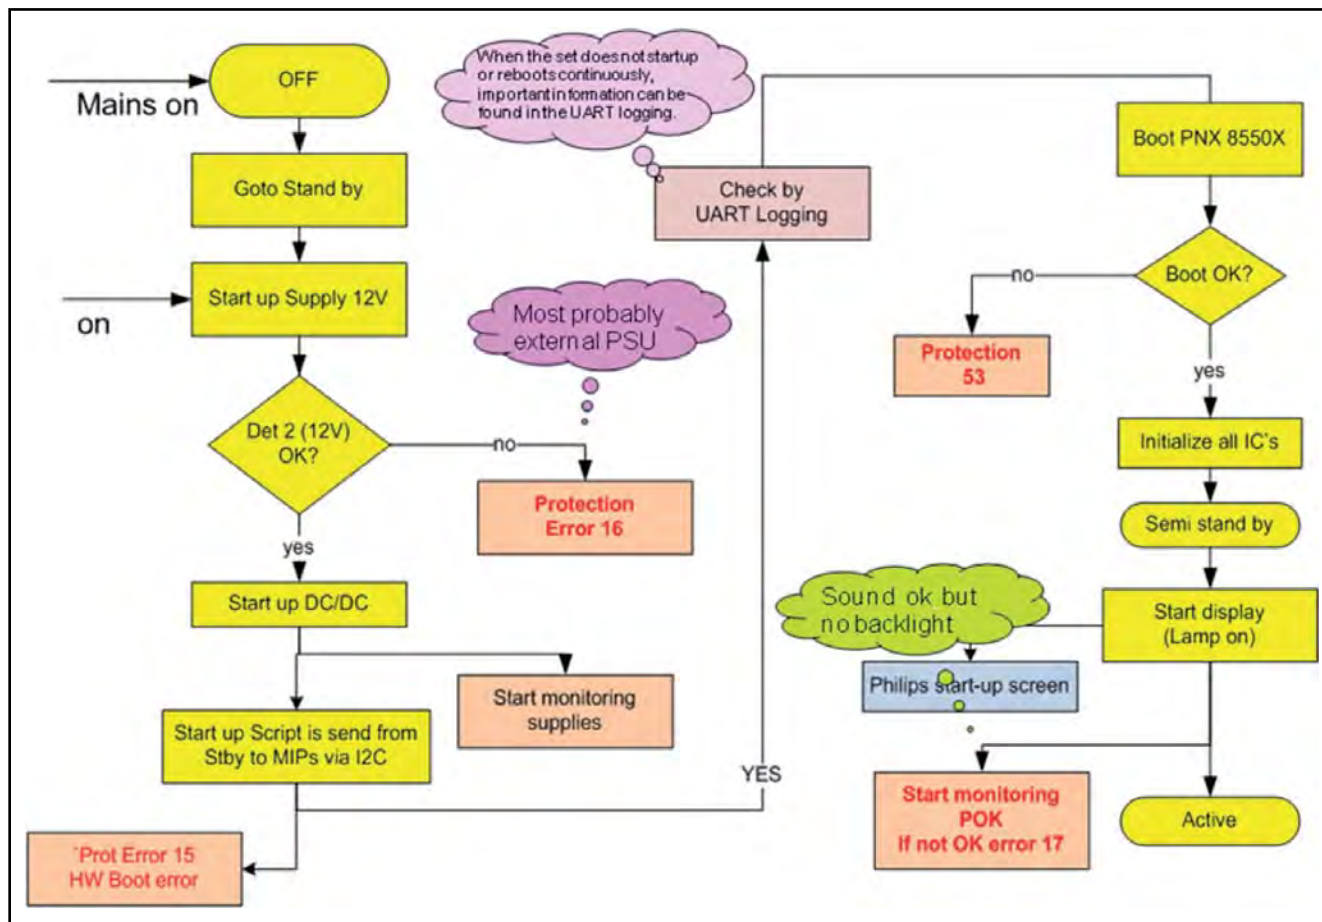 OFF
Mains on
Goto Stand by
Start up Supply 12V
on
Det 2 (12V)
OK?
no
Most probably
external PSU
Protection
Error 16
yes
Start up DC/DC
Start monitoring
supplies
Start up Script is send from
Stby to MIPs via I2C
`Prot Error 15
HW Boot error
YES
When the set does not startup
or reboots continuously,
important information can be
found in the UART logging.
Check by
UART Logging
Boot PNX 8550X
Boot OK?
no
Protection
53
yes
Initialize all IC`s
Semi stand by
Start display
(Lamp on)
Sound ok but
no backlight
Philips start-up screen
Start monitoring
POK
If not OK error 17
Active